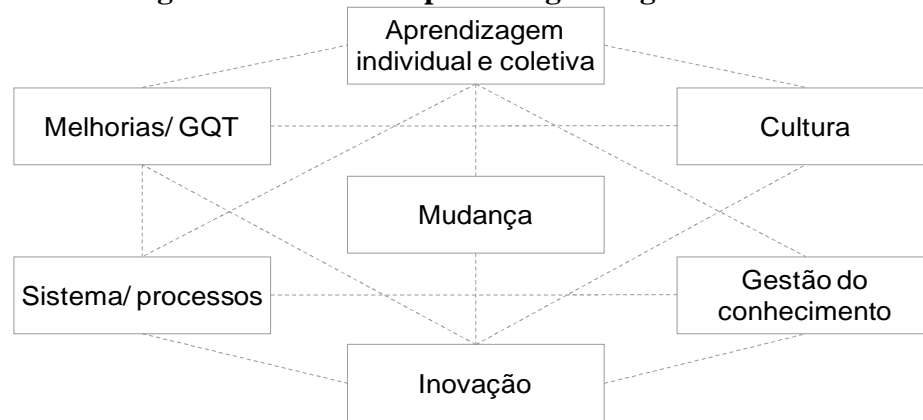 Aprendizagem
individual e coletiva
Melhorias/ GQT
Cultura
Mudança
Sistema/ processos
Gestão do
conhecimento
Inovação